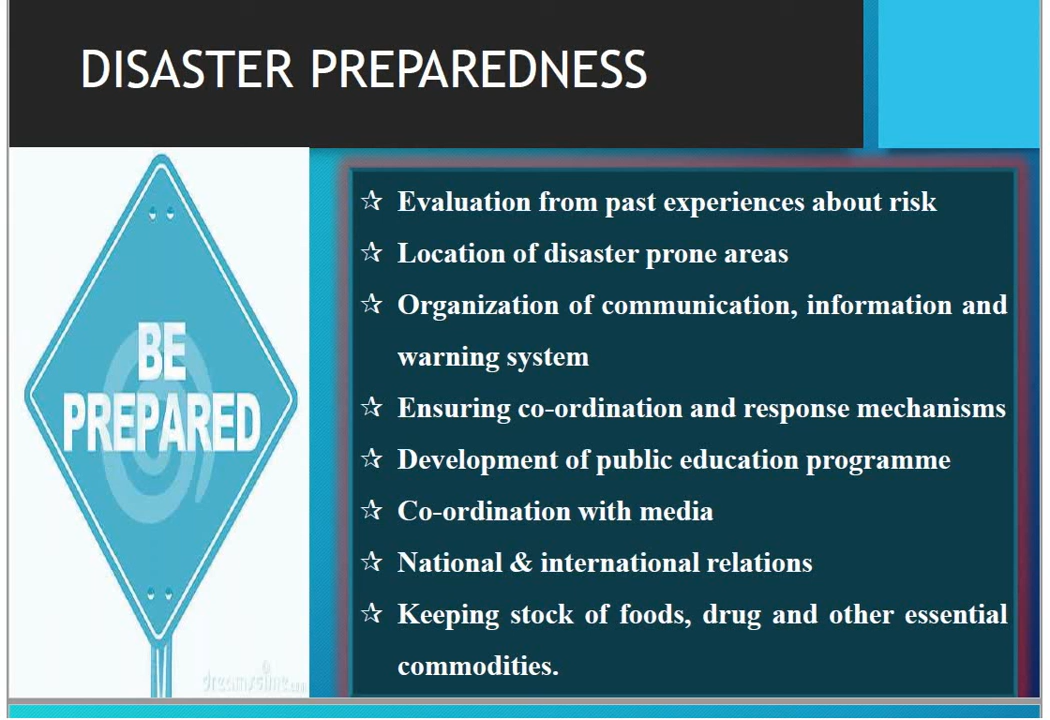 DISASTER PREPAREDNESS
BE
PREPARED
☆ Evaluation from past experiences about risk
☆ Location of disaster prone areas
☆ Organization of communication, information and
warning system
☆ Ensuring co-ordination and response mechanisms
☆ Development of public education programme
☆ Co-ordination with media
☆ National & international relations
☆ Keeping stock of foods, drug and other essential
commodities.
dreamstime.com